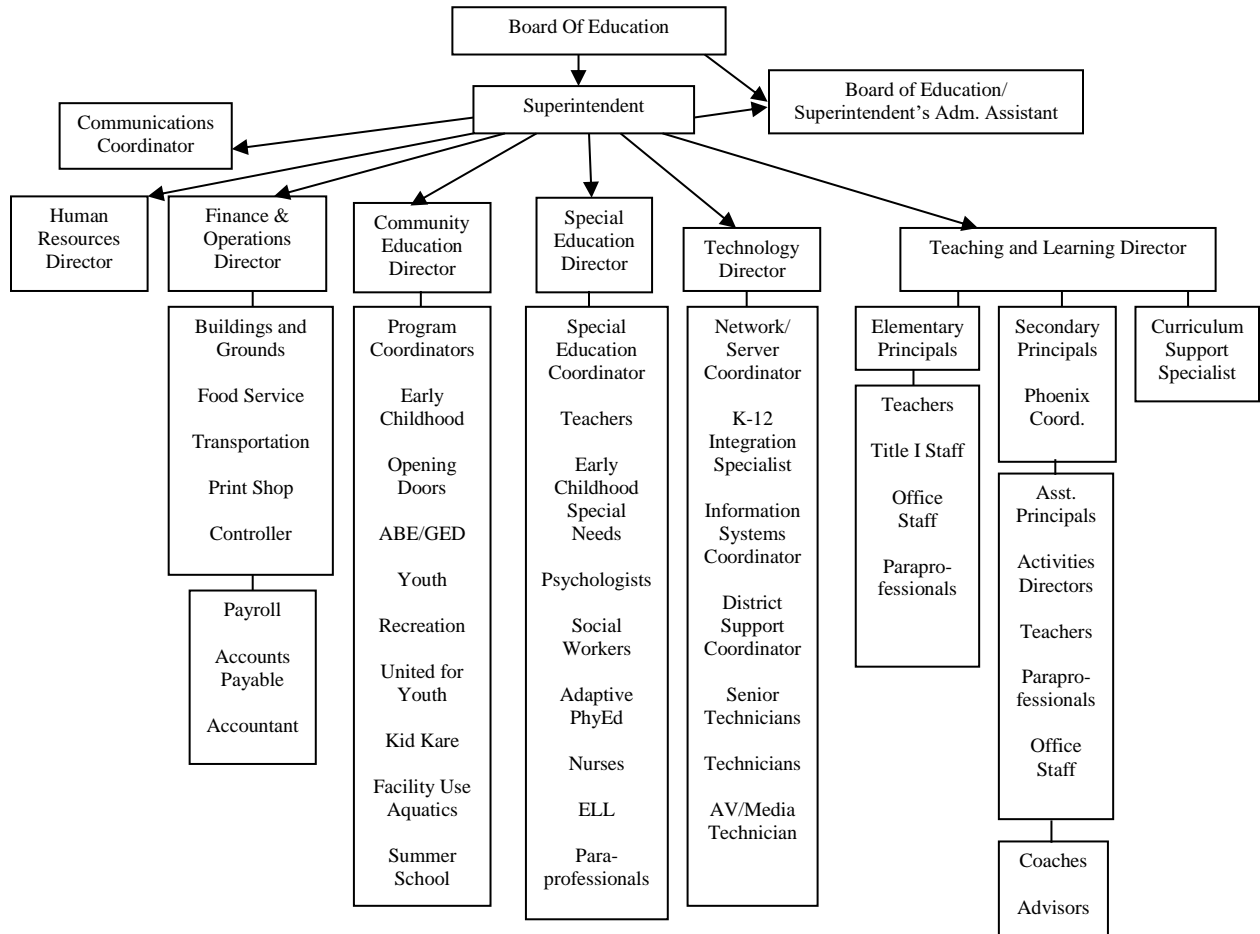 Board Of Education
Superintendent
Board of Education/
Superintendent's Adm. Assistant
Communications
Coordinator
Human
Resources
Director
Finance &
Operations
Director
Community
Education
Director
Special
Education
Director
Technology
Director
Teaching and Learning Director
Buildings and
Grounds
Food Service
Transportation
Print Shop
Controller
Payroll
Accounts
Payable
Accountant
Program
Coordinators
Early
Childhood
Opening
Doors
ABE/GED
Youth
Recreation
United for
Youth
Kid Kare
Facility Use
Aquatics
Summer
School
Special
Education
Coordinator
Teachers
Early
Childhood
Special
Needs
Psychologists
Social
Workers
Adaptive
PhyEd
Nurses
ELL
Para-
professionals
Network/
Server
Coordinator
K-12
Integration
Specialist
Information
Systems
Coordinator
District
Support
Coordinator
Senior
Technicians
Technicians
AV/Media
Technician
Elementary
Principals
Teachers
Title I Staff
Office
Staff
Parapro-
fessionals
Secondary
Principals
Phoenix
Coord.
Asst.
Principals
Activities
Directors
Teachers
Parapro-
fessionals
Office
Staff
Coaches
Advisors
Curriculum
Support
Specialist